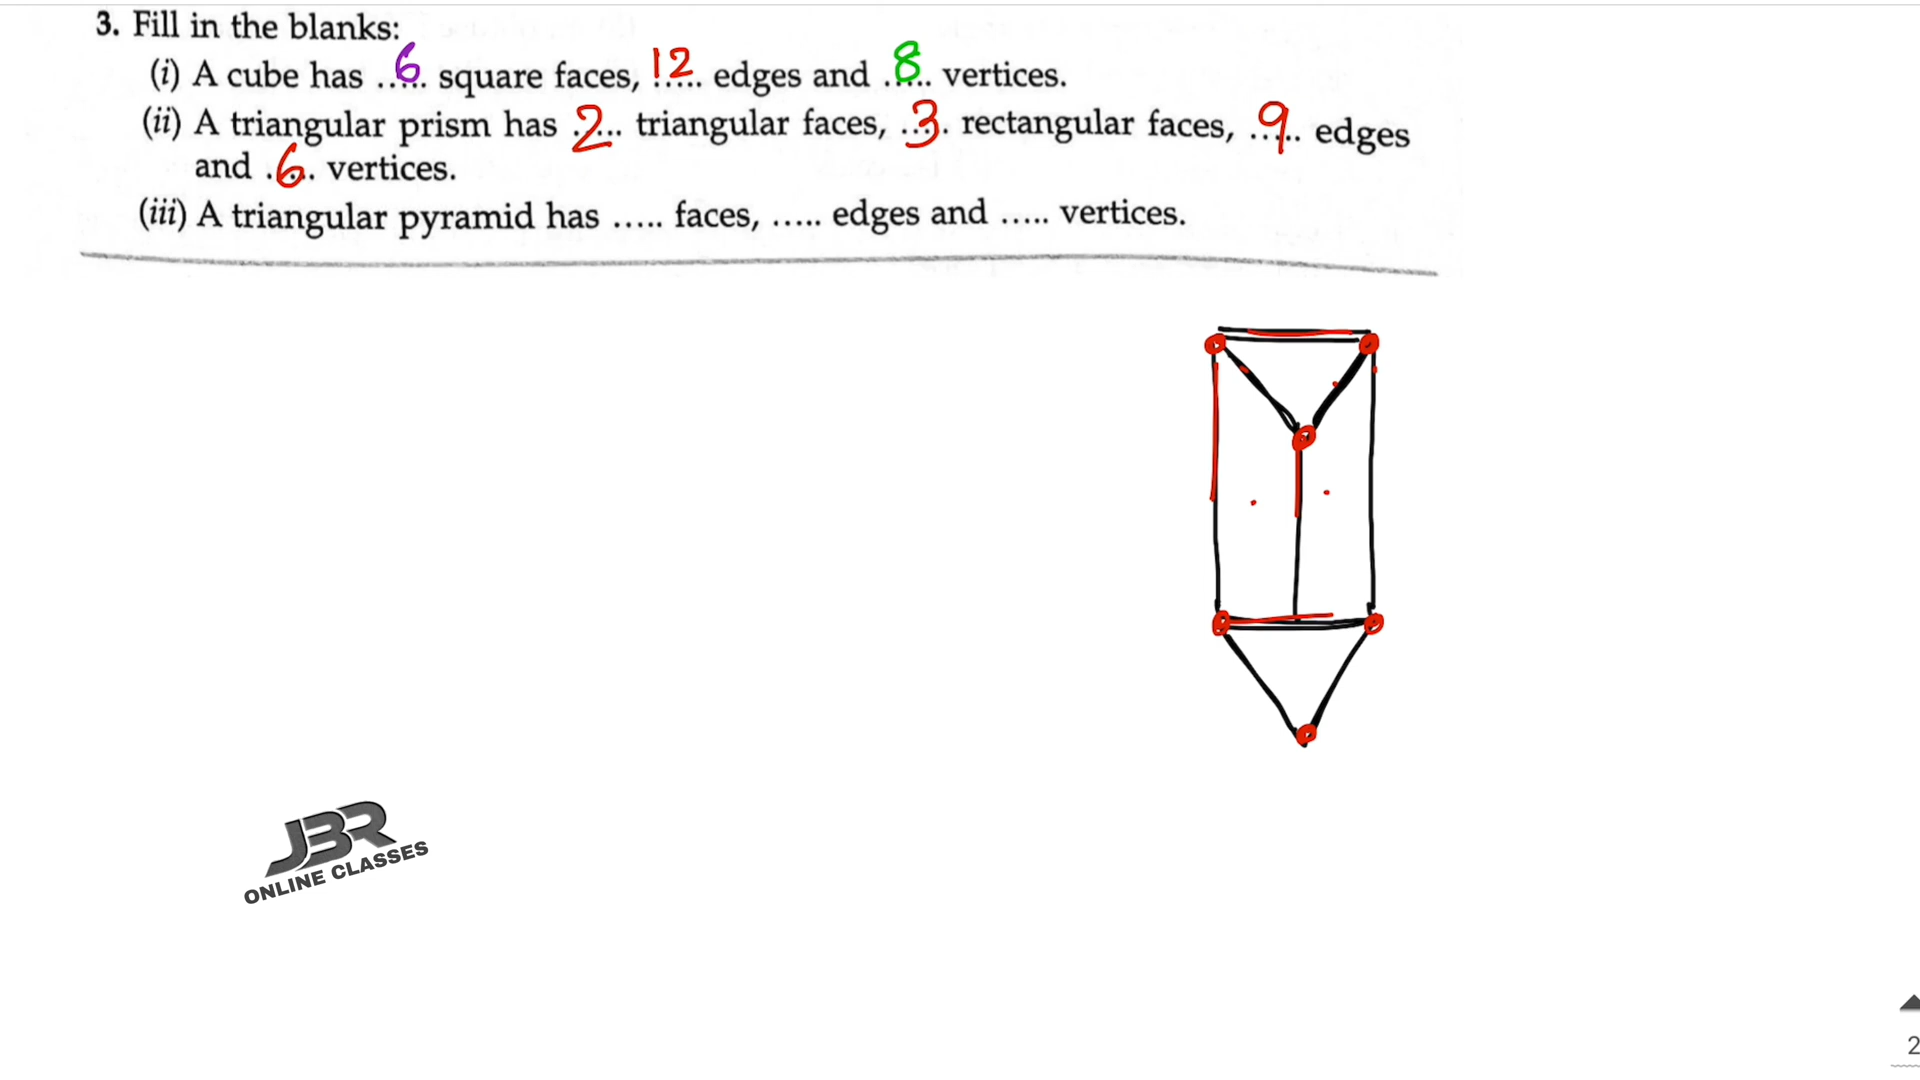 3. Fill in the blanks:
(i) A cube has ..6.. square faces, .12.. edges and ..8.. vertices.
(ii) A triangular prism has .2... triangular faces, ..3. rectangular faces, ..9.. edges
and .6.. vertices.
(iii) A triangular pyramid has ..... faces, ..... edges and ..... vertices.
JBR
ONLINE CLASSES
2